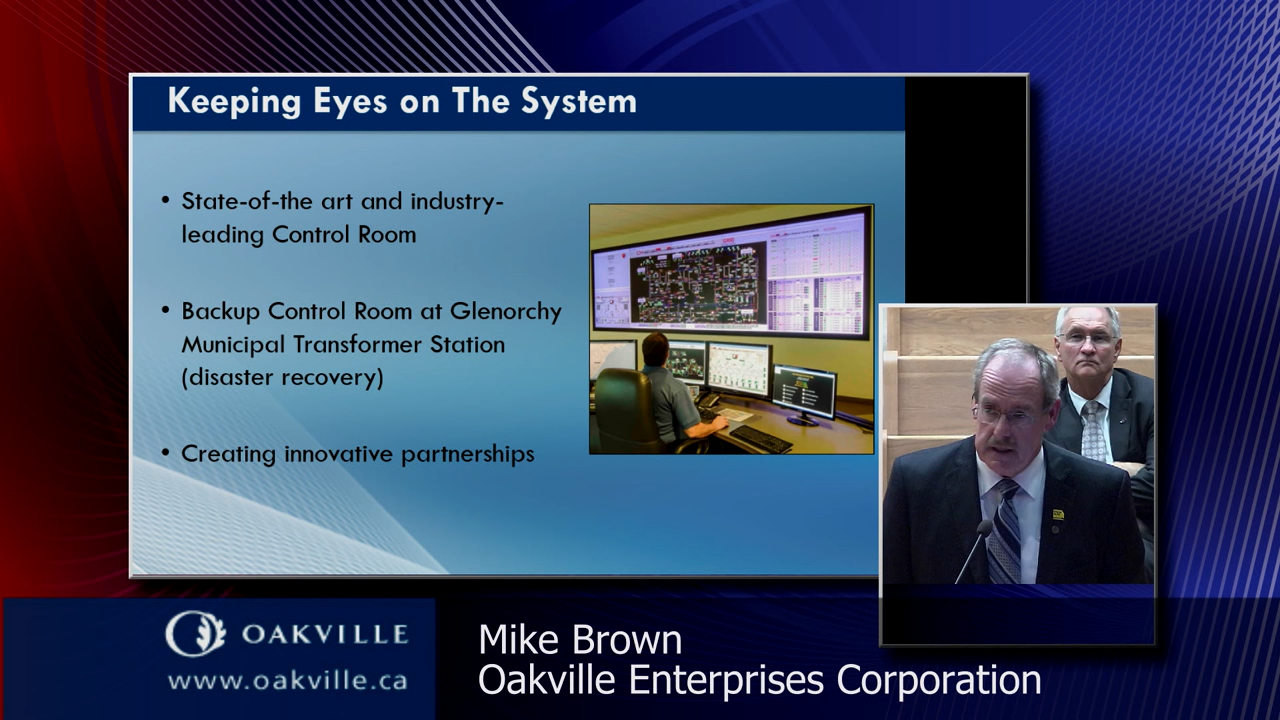 Keeping Eyes on The System
• State-of-the art and industry-
leading Control Room
• Backup Control Room at Glenorchy
Municipal Transformer Station
(disaster recovery)
• Creating innovative partnerships
OAKVILLE
www.oakville.ca
Mike Brown
Oakville Enterprises Corporation